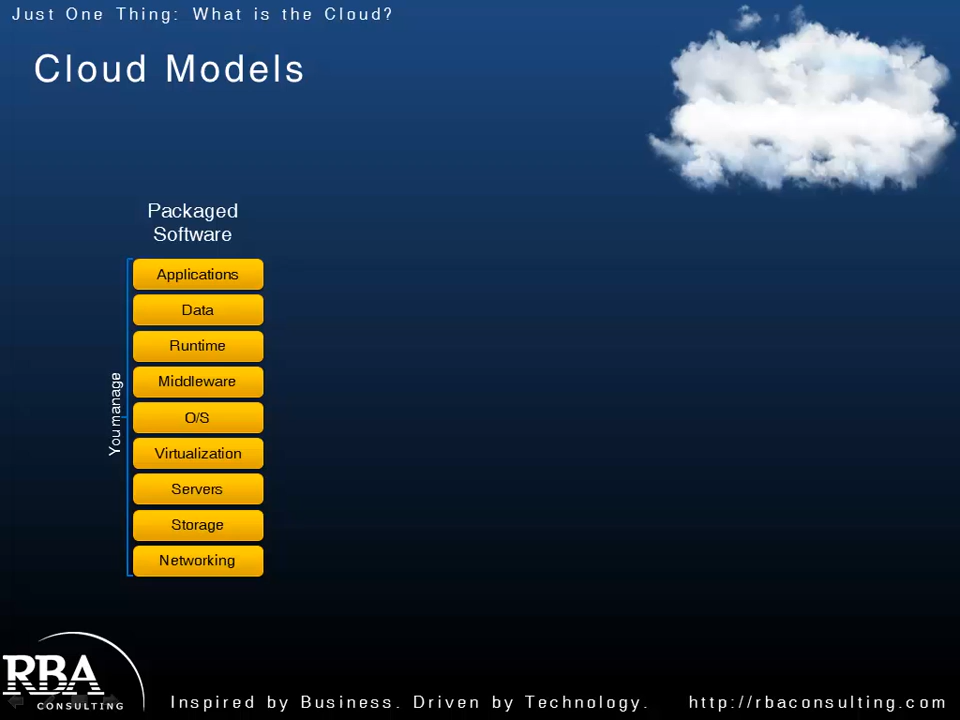 Just One Thing: What is the Cloud?
Cloud Models
Packaged
Software
Applications
Data
Runtime
Middleware
O/S
Virtualization
Servers
Storage
Networking
You manage
RBA
CONSULTING
Inspired by Business. Driven by Technology.
http://rbaconsulting.com